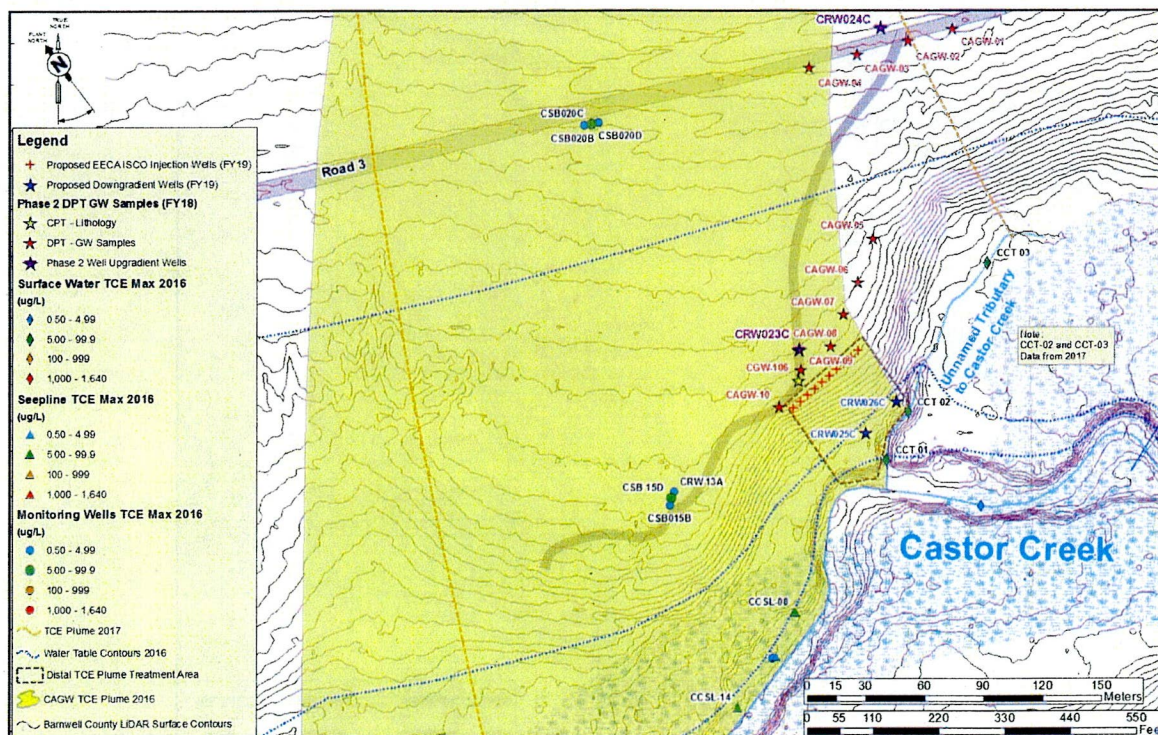 TRUE
NORTH
PLANT
NORTH
N
Legend
Proposed EECA ISCO Injection Wells (FY19)
Proposed Downgradient Wells (FY19)
Phase 2 DPT GW Samples (FY18)
CPT - Lithology
DPT - GW Samples
Phase 2 Well Upgradient Wells
Surface Water TCE Max 2016
(ug/L)
0.50 - 4.99
5.00 - 99.9
100 - 999
1,000 - 1,640
Seepline TCE Max 2016
(ug/L)
0.50 - 4.99
5.00 - 99.9
100 - 999
1,000 - 1,640
Monitoring Wells TCE Max 2016
(ug/L)
0.50 - 4.99
5.00 - 99.9
100 - 999
1,000 - 1,640
TCE Plume 2017
Water Table Contours 2016
Distal TCE Plume Treatment Area
CAGW TCE Plume 2016
Barnwell County LiDAR Surface Contours
CRW024C
CAGW-01
CAGW-02
CAGW-03
CAGW-04
CSB020C
CSB020B
CSB020D
Road 3
CAGW-05
CCT 03
CAGW-06
CAGW-07
CRW023C
CAGW-08
CAGW-09
CGW-106
CAGW-10
Unnamed Tributary
to Castor Creek
Note:
CCT-02 and CCT-03
Data from 2017
CRW026C
CCT 02
CRW025C
CCT 01
CSB 15D
CRW 13A
CSB015B
Castor Creek
CCSL-08
CCSL-14
0 15 30 60 90 120 150
Meters
0 55 110 220 330 440 550
Fee